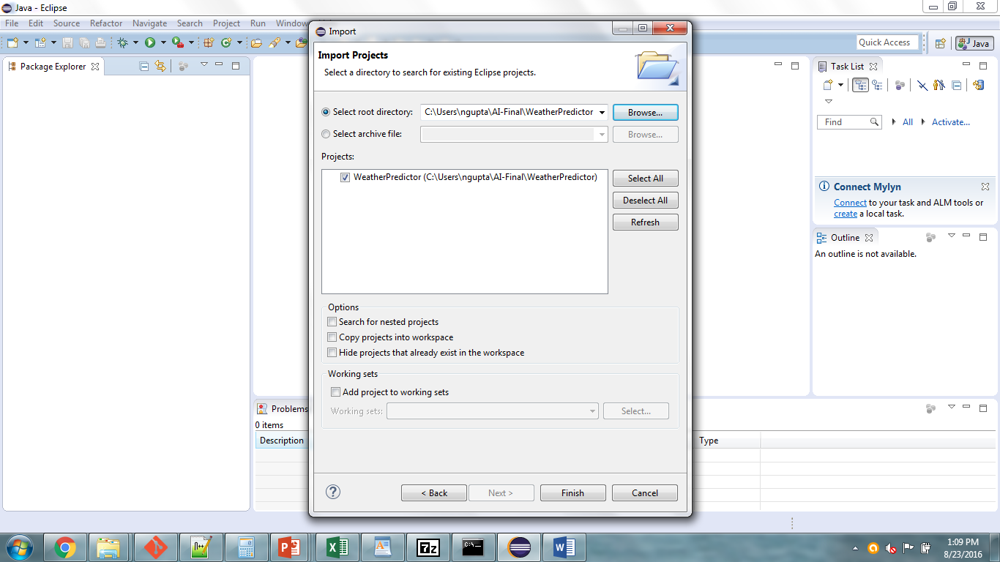 Java - Eclipse
File Edit Source Refactor Navigate Search Project Run Window
Quick Access
Java
Package Explorer
Import
Import Projects
Select a directory to search for existing Eclipse projects.
Select root directory: C:\Users\ngupta\AI-Final\WeatherPredictor Browse...
Select archive file: Browse...
Projects:
WeatherPredictor (C:\Users\ngupta\AI-Final\WeatherPredictor)
Select All
Deselect All
Refresh
Options
Search for nested projects
Copy projects into workspace
Hide projects that already exist in the workspace
Working sets
Add project to working sets
Working sets: Select...
? < Back Next > Finish Cancel
Task List
Find All Activate...
Connect Mylyn
Connect to your task and ALM tools or
create a local task.
Outline
An outline is not available.
Problems
0 items
Description Type
N++ P X A 7z C:\ W
1:09 PM
8/23/2016